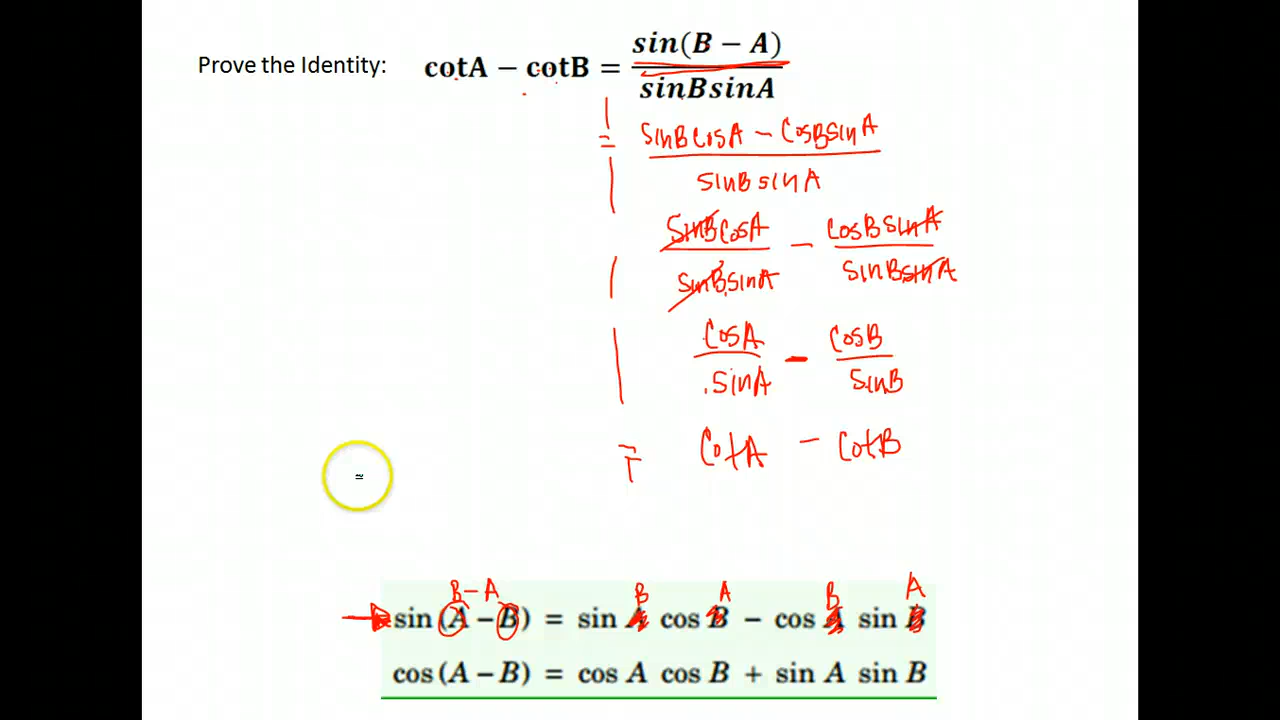 Prove the Identity: cotA − cotB = sin(B − A) / sinBsinA
= sinBcosA − cosBsinA
sinBsinA
sinBcosA − cosBsinA
sinBsinA sinBsinA
cosA − cosB
sinA sinB
= cotA − cotB
B−A B A B A
sin (A − B) = sin A cos B − cos A sin B
cos (A − B) = cos A cos B + sin A sin B